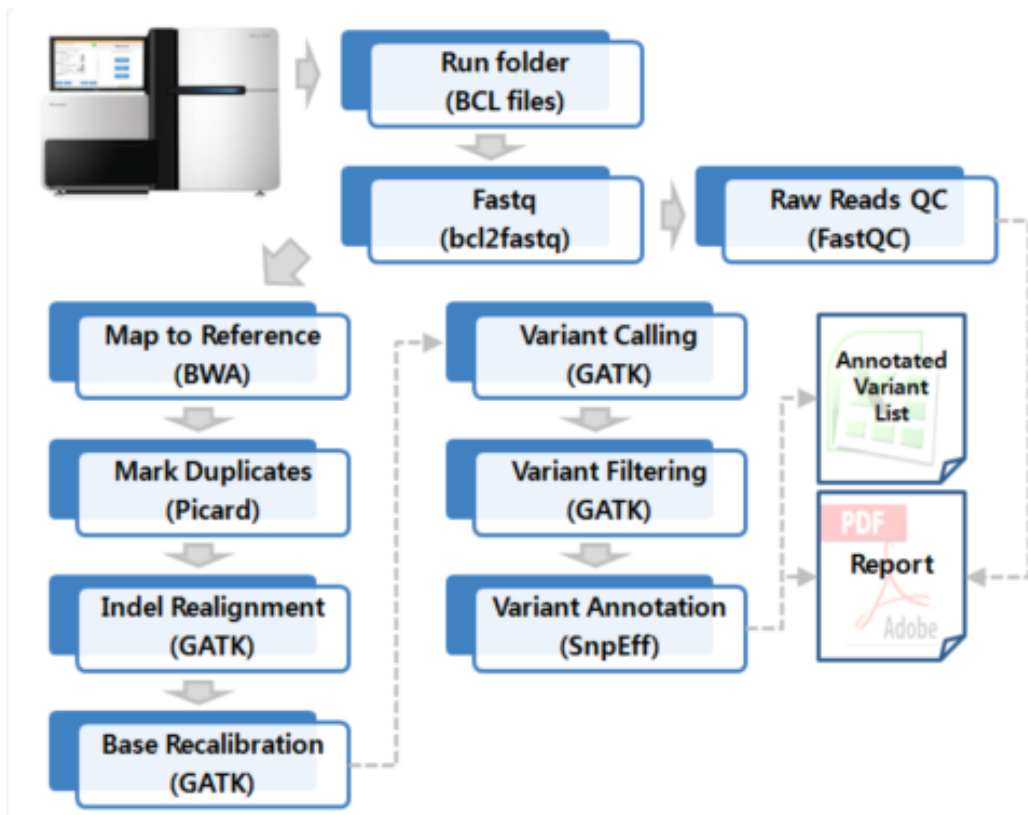 Run folder
(BCL files)
Fastq
(bcl2fastq)
Raw Reads QC
(FastQC)
Map to Reference
(BWA)
Mark Duplicates
(Picard)
Indel Realignment
(GATK)
Base Recalibration
(GATK)
Variant Calling
(GATK)
Variant Filtering
(GATK)
Variant Annotation
(SnpEff)
Annotated
Variant
List
PDF
Report
Adobe